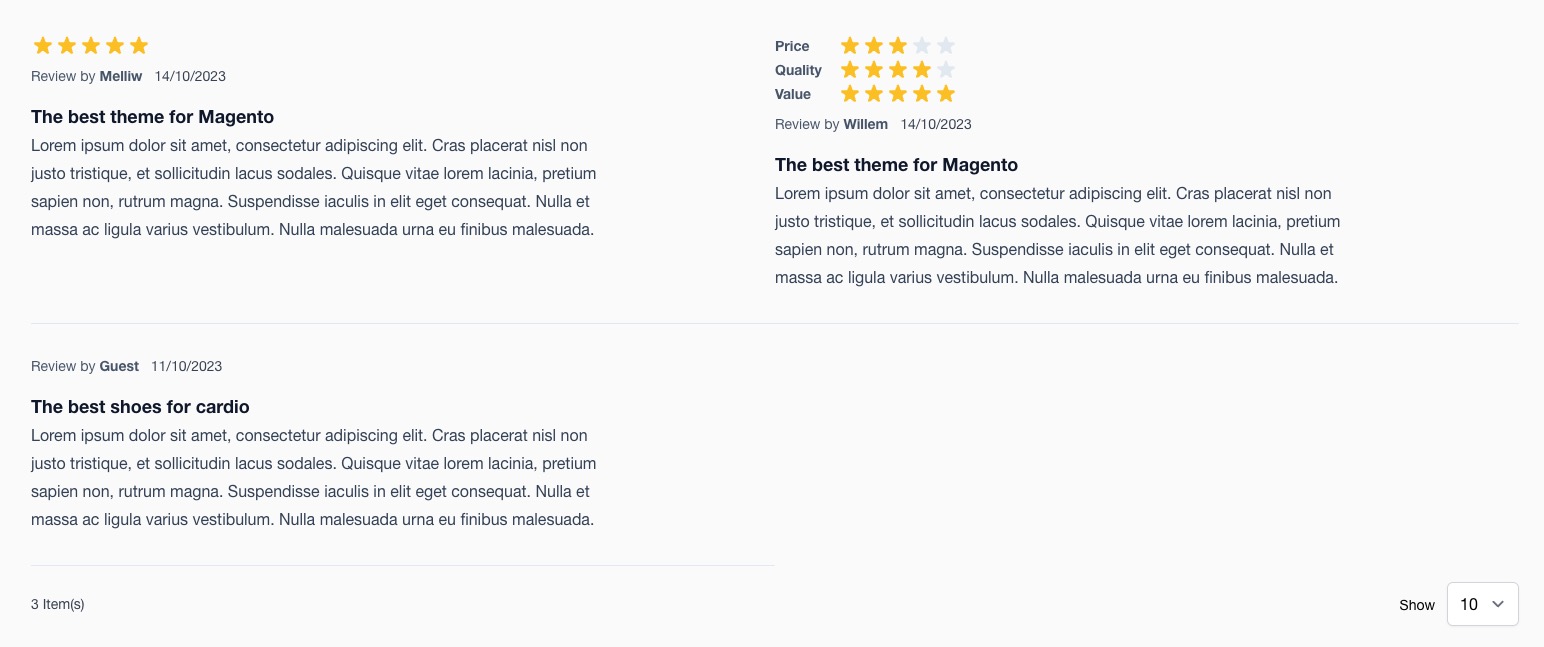 Review by Melliw 14/10/2023
The best theme for Magento
Lorem ipsum dolor sit amet, consectetur adipiscing elit. Cras placerat nisl non
justo tristique, et sollicitudin lacus sodales. Quisque vitae lorem lacinia, pretium
sapien non, rutrum magna. Suspendisse iaculis in elit eget consequat. Nulla et
massa ac ligula varius vestibulum. Nulla malesuada urna eu finibus malesuada.
Price
Quality
Value
Review by Willem 14/10/2023
The best theme for Magento
Lorem ipsum dolor sit amet, consectetur adipiscing elit. Cras placerat nisl non
justo tristique, et sollicitudin lacus sodales. Quisque vitae lorem lacinia, pretium
sapien non, rutrum magna. Suspendisse iaculis in elit eget consequat. Nulla et
massa ac ligula varius vestibulum. Nulla malesuada urna eu finibus malesuada.
Review by Guest 11/10/2023
The best shoes for cardio
Lorem ipsum dolor sit amet, consectetur adipiscing elit. Cras placerat nisl non
justo tristique, et sollicitudin lacus sodales. Quisque vitae lorem lacinia, pretium
sapien non, rutrum magna. Suspendisse iaculis in elit eget consequat. Nulla et
massa ac ligula varius vestibulum. Nulla malesuada urna eu finibus malesuada.
3 Item(s)
Show 10